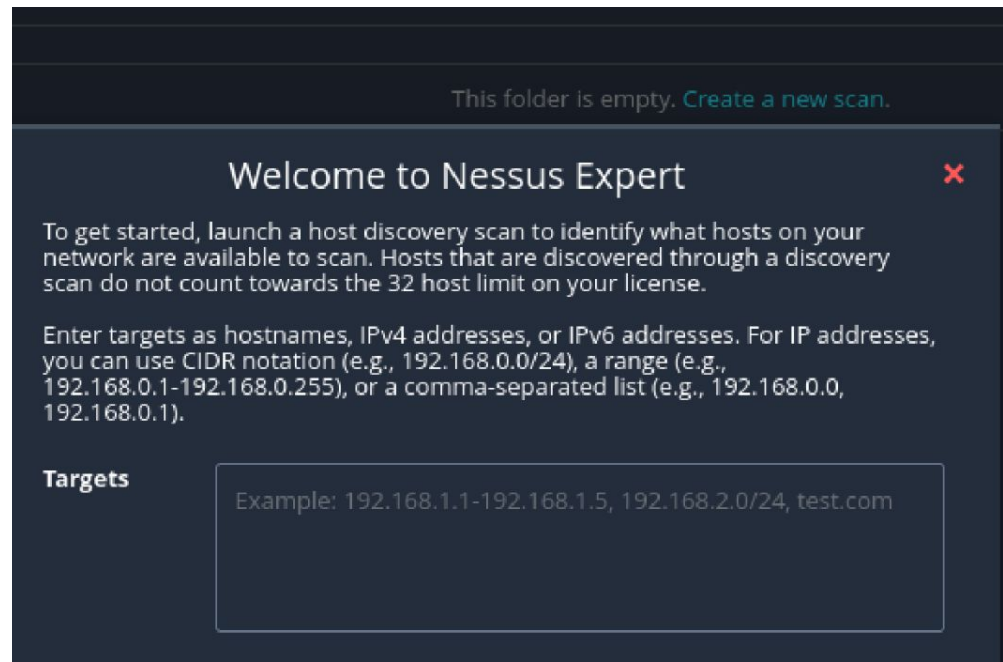 This folder is empty. Create a new scan.
Welcome to Nessus Expert
To get started, launch a host discovery scan to identify what hosts on your
network are available to scan. Hosts that are discovered through a discovery
scan do not count towards the 32 host limit on your license.
Enter targets as hostnames, IPv4 addresses, or IPv6 addresses. For IP addresses,
you can use CIDR notation (e.g., 192.168.0.0/24), a range (e.g.,
192.168.0.1-192.168.0.255), or a comma-separated list (e.g., 192.168.0.0,
192.168.0.1).
Targets
Example: 192.168.1.1-192.168.1.5, 192.168.2.0/24, test.com